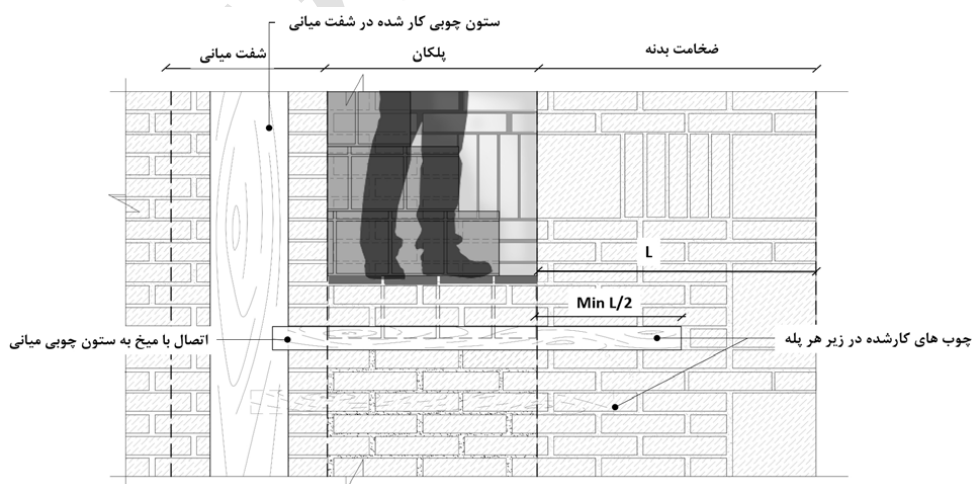 ستون چوبی کار شده در شفت میانی
ضخامت بدنه
پلکان
شفت میانی
L
Min L/2
چوب های کارشده در زیر هر پله
اتصال با میخ به ستون چوبی میانی